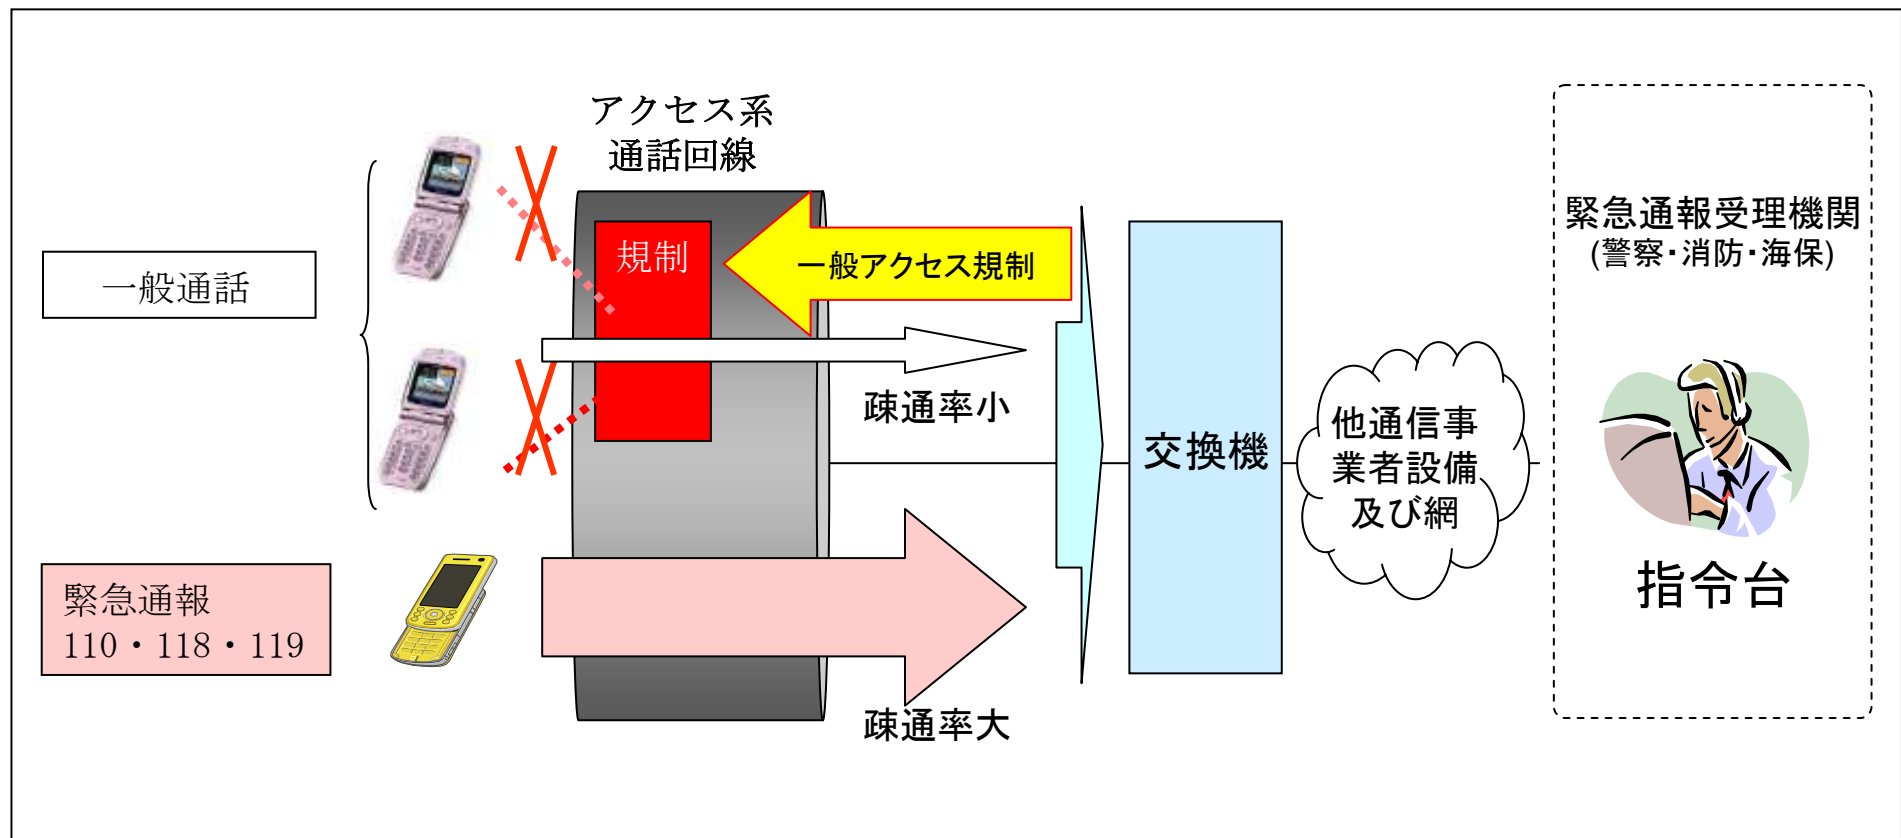 アクセス系
通話回線
一般通話
規制
一般アクセス規制
疎通率小
緊急通報
110・118・119
疎通率大
交換機
他通信事
業者設備
及び網
緊急通報受理機関
(警察・消防・海保)
指令台